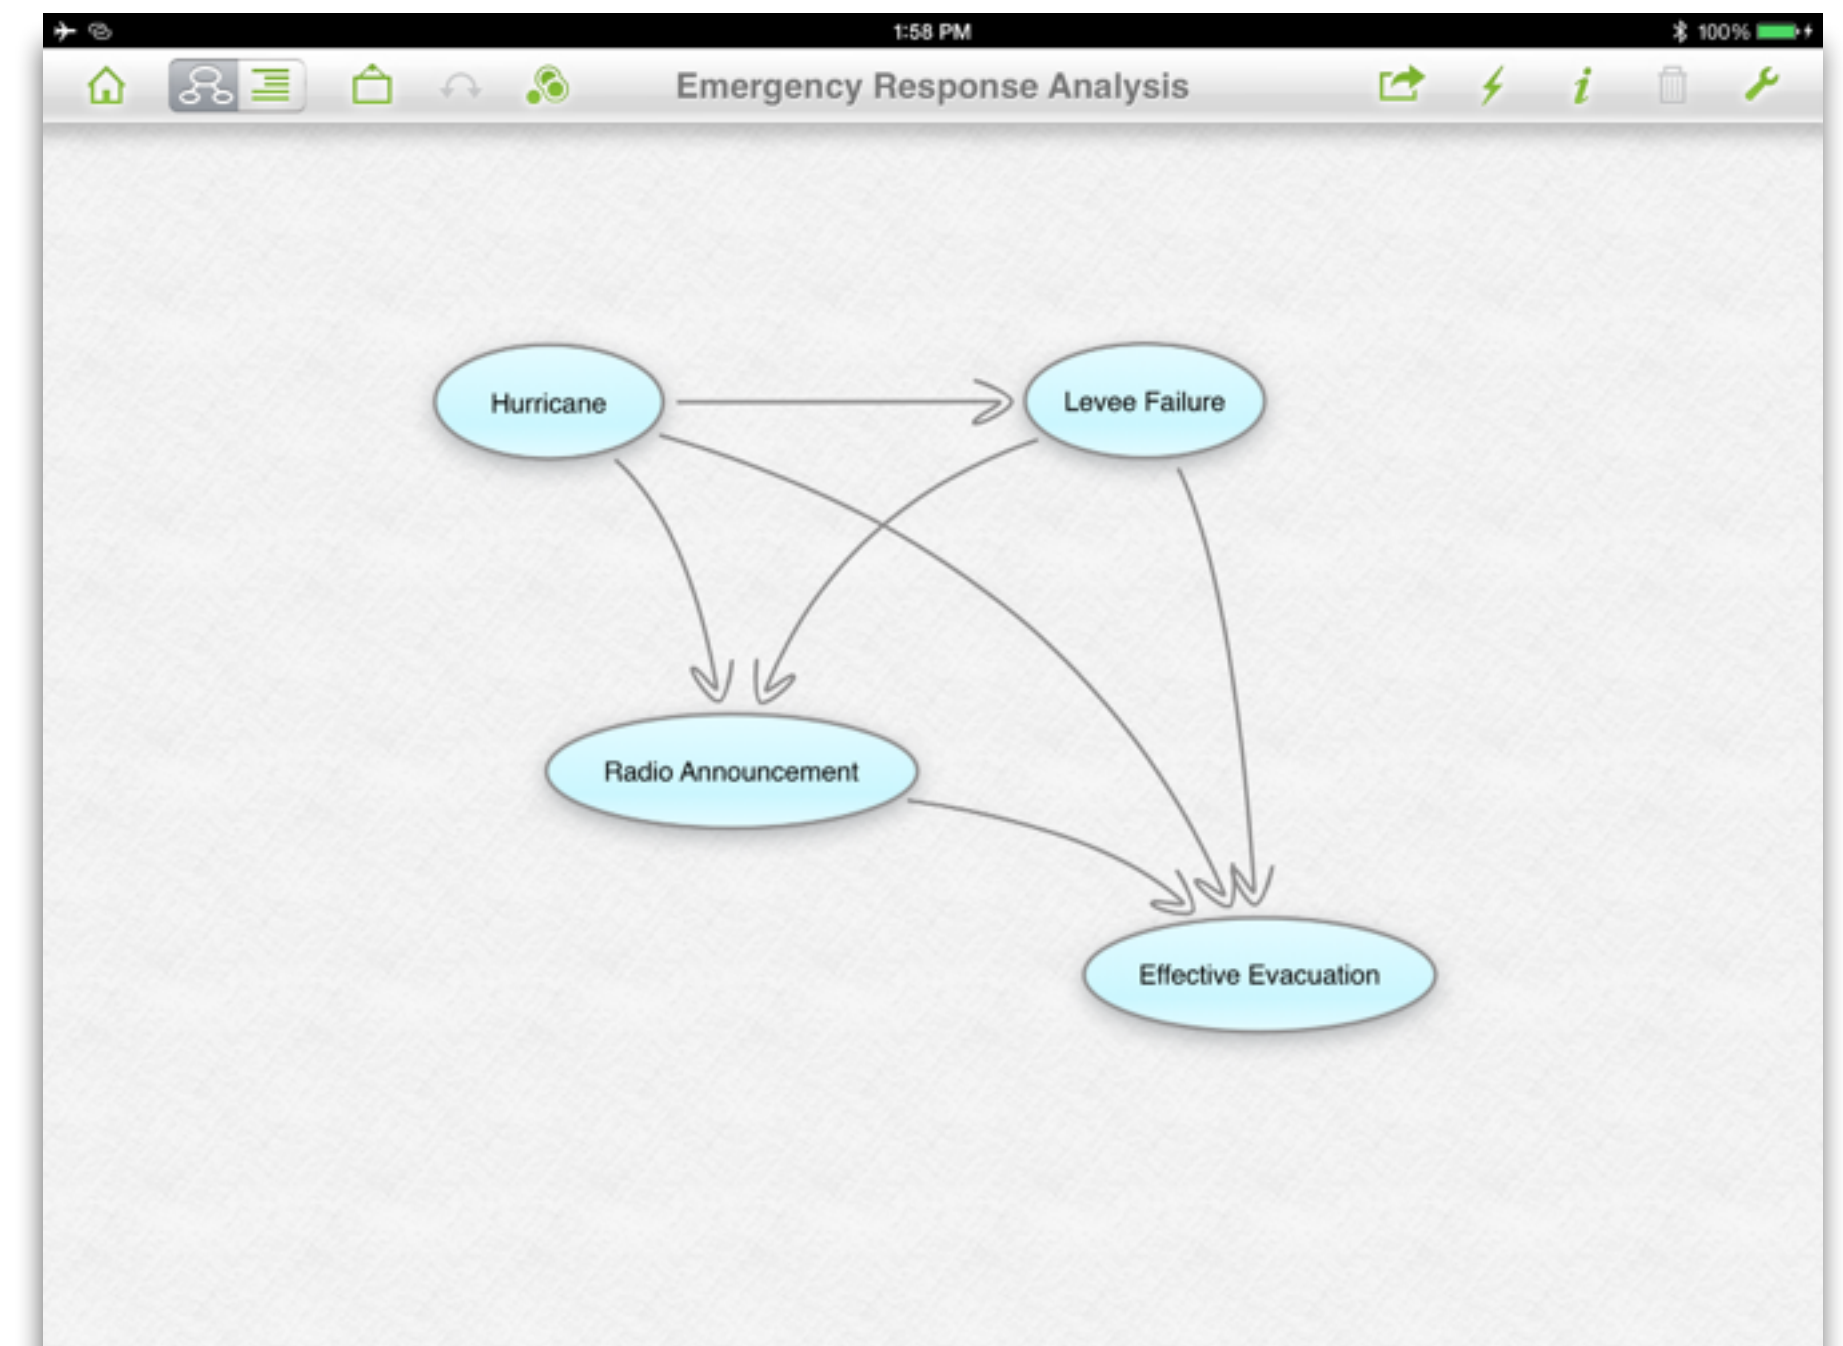 1:58 PM
100%
Emergency Response Analysis
i
Hurricane
Levee Failure
Radio Announcement
Effective Evacuation